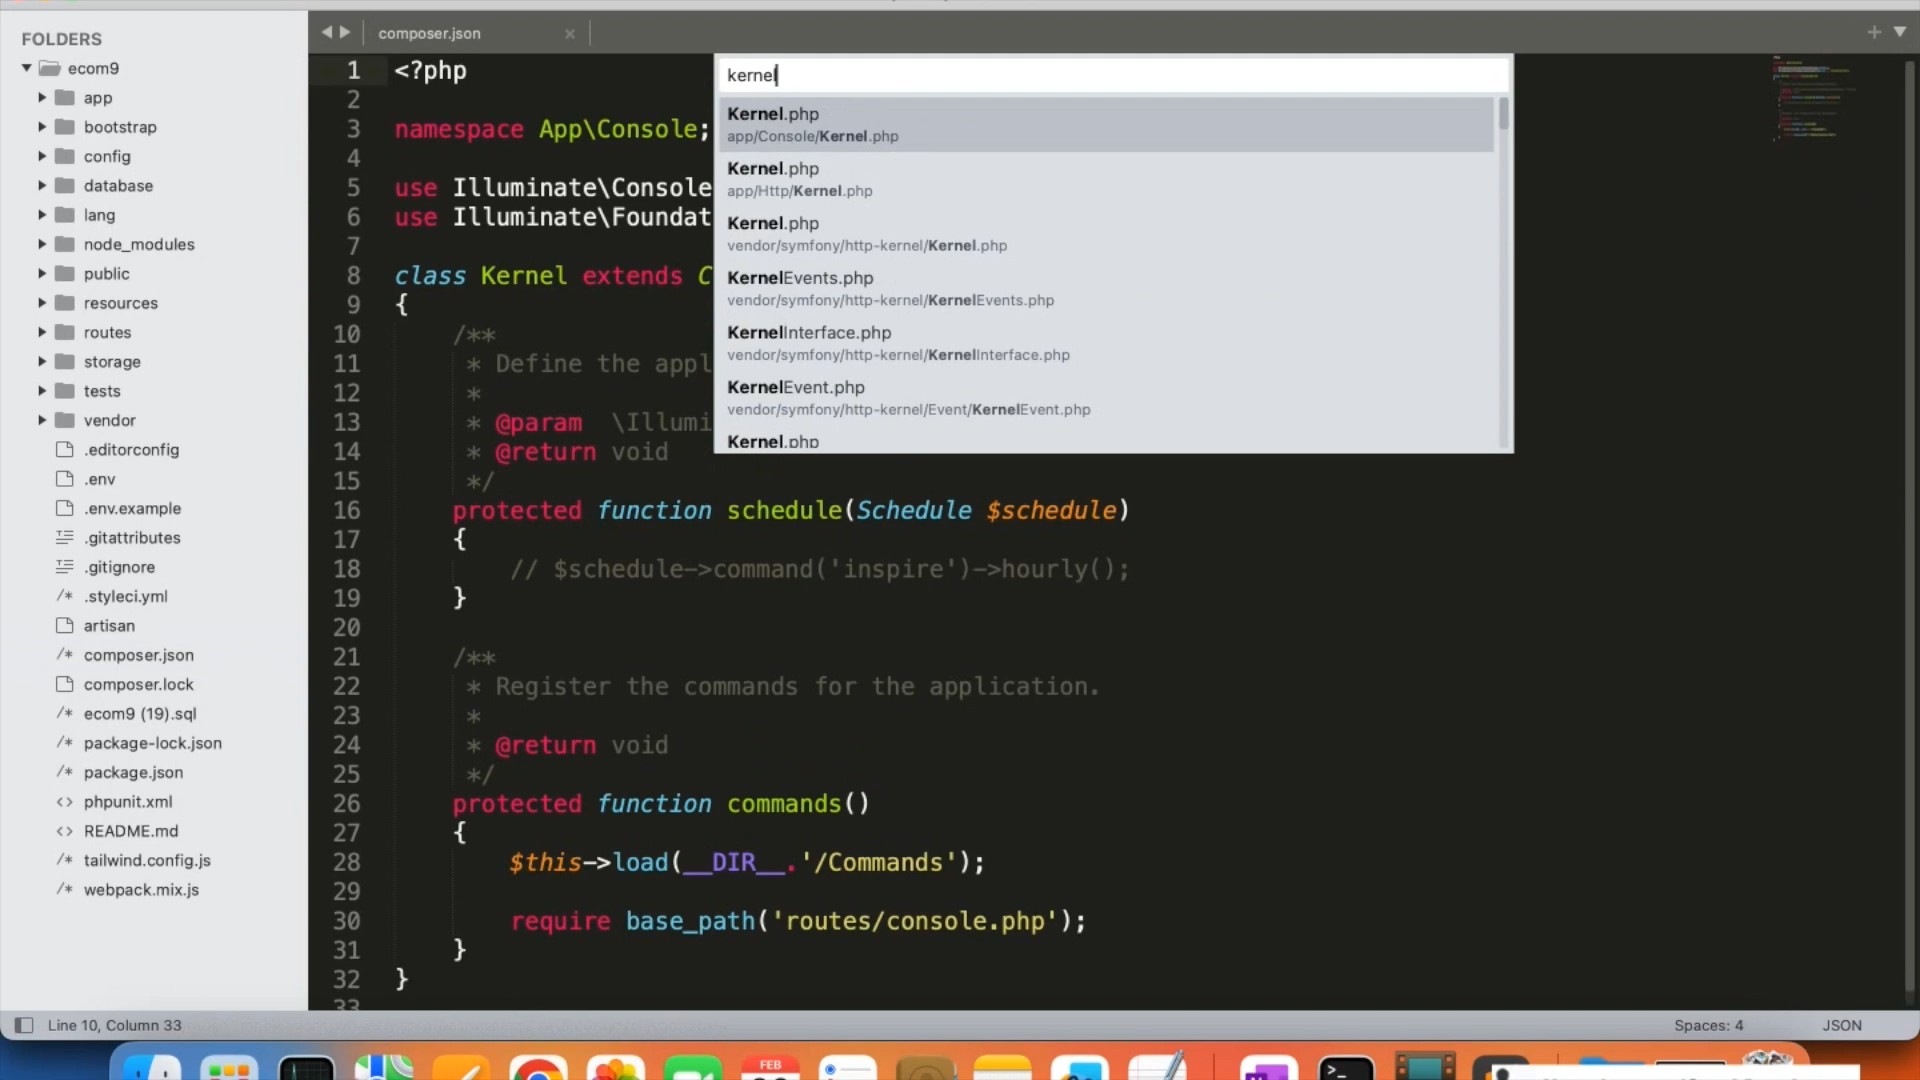 FOLDERS
ecom9
app
bootstrap
config
database
lang
node_modules
public
resources
routes
storage
tests
vendor
.editorconfig
.env
.env.example
.gitattributes
.gitignore
/* .styleci.yml
artisan
/* composer.json
composer.lock
/* ecom9 (19).sql
/* package-lock.json
/* package.json
<> phpunit.xml
<> README.md
/* tailwind.config.js
/* webpack.mix.js
composer.json
kernel
Kernel.php
app/Console/Kernel.php
Kernel.php
app/Http/Kernel.php
Kernel.php
vendor/symfony/http-kernel/Kernel.php
KernelEvents.php
vendor/symfony/http-kernel/KernelEvents.php
KernelInterface.php
vendor/symfony/http-kernel/KernelInterface.php
KernelEvent.php
vendor/symfony/http-kernel/Event/KernelEvent.php
Kernel.php
1 <?php
2
3 namespace App\Console;
4
5 use Illuminate\Console
6 use Illuminate\Foundat
7
8 class Kernel extends C
9 {
10 /**
11 * Define the appl
12 *
13 * @param \Illumi
14 * @return void
15 */
16 protected function schedule(Schedule $schedule)
17 {
18 // $schedule->command('inspire')->hourly();
19 }
20
21 /**
22 * Register the commands for the application.
23 *
24 * @return void
25 */
26 protected function commands()
27 {
28 $this->load(__DIR__.'/Commands');
29
30 require base_path('routes/console.php');
31 }
32 }
33
Line 10, Column 33
Spaces: 4
JSON
FEB